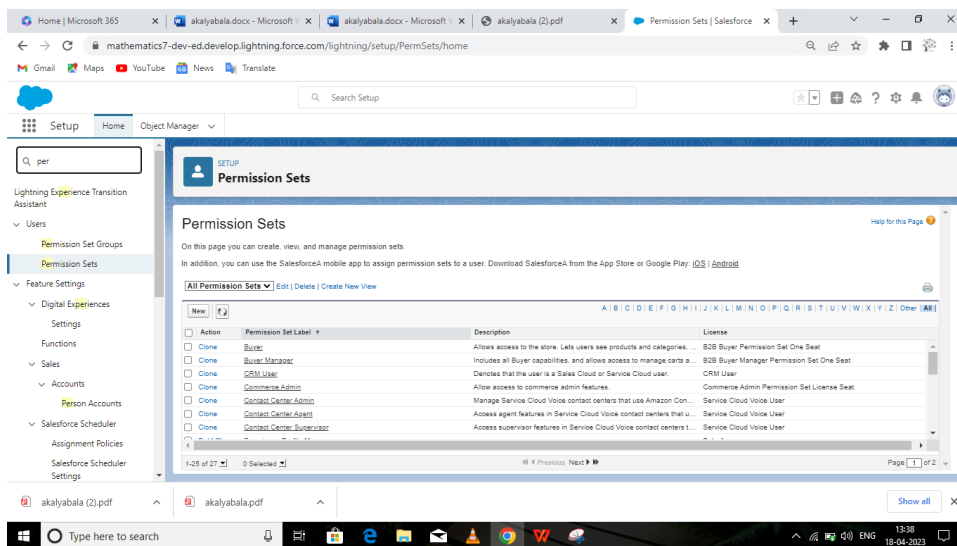 Home | Microsoft 365
akalyabala.docx - Microsoft
akalyabala.docx - Microsoft
akalyabala (2).pdf
Permission Sets | Salesforce
mathematics7-dev-ed.develop.lightning.force.com/lightning/setup/PermSets/home
Gmail Maps YouTube News Translate
Search Setup
Setup Home Object Manager
per
Lightning Experience Transition
Assistant
Users
Permission Set Groups
Permission Sets
Feature Settings
Digital Experiences
Settings
Functions
Sales
Accounts
Person Accounts
Salesforce Scheduler
Assignment Policies
Salesforce Scheduler
Settings
SETUP
Permission Sets
Permission Sets
Help for this Page
On this page you can create, view, and manage permission sets.
In addition, you can use the SalesforceA mobile app to assign permission sets to a user. Download SalesforceA from the App Store or Google Play: iOS | Android
All Permission Sets Edit | Delete | Create New View
New
A | B | C | D | E | F | G | H | I | J | K | L | M | N | O | P | Q | R | S | T | U | V | W | X | Y | Z | Other | All
Action Permission Set Label ↑ Description License
Clone Buyer Allows access to the store. Lets users see products and categories, ... B2B Buyer Permission Set One Seat
Clone Buyer Manager Includes all Buyer capabilities, and allows access to manage carts a... B2B Buyer Manager Permission Set One Seat
Clone CRM User Denotes that the user is a Sales Cloud or Service Cloud user. CRM User
Clone Commerce Admin Allow access to commerce admin features. Commerce Admin Permission Set License Seat
Clone Contact Center Admin Manage Service Cloud Voice contact centers that use Amazon Con... Service Cloud Voice User
Clone Contact Center Agent Access agent features in Service Cloud Voice contact centers that u... Service Cloud Voice User
Clone Contact Center Supervisor Access supervisor features in Service Cloud Voice contact centers t... Service Cloud Voice User
1-25 of 27 0 Selected Previous Next Page 1 of 2
akalyabala (2).pdf
akalyabala.pdf
Show all
Type here to search
ENG
13:38
18-04-2023